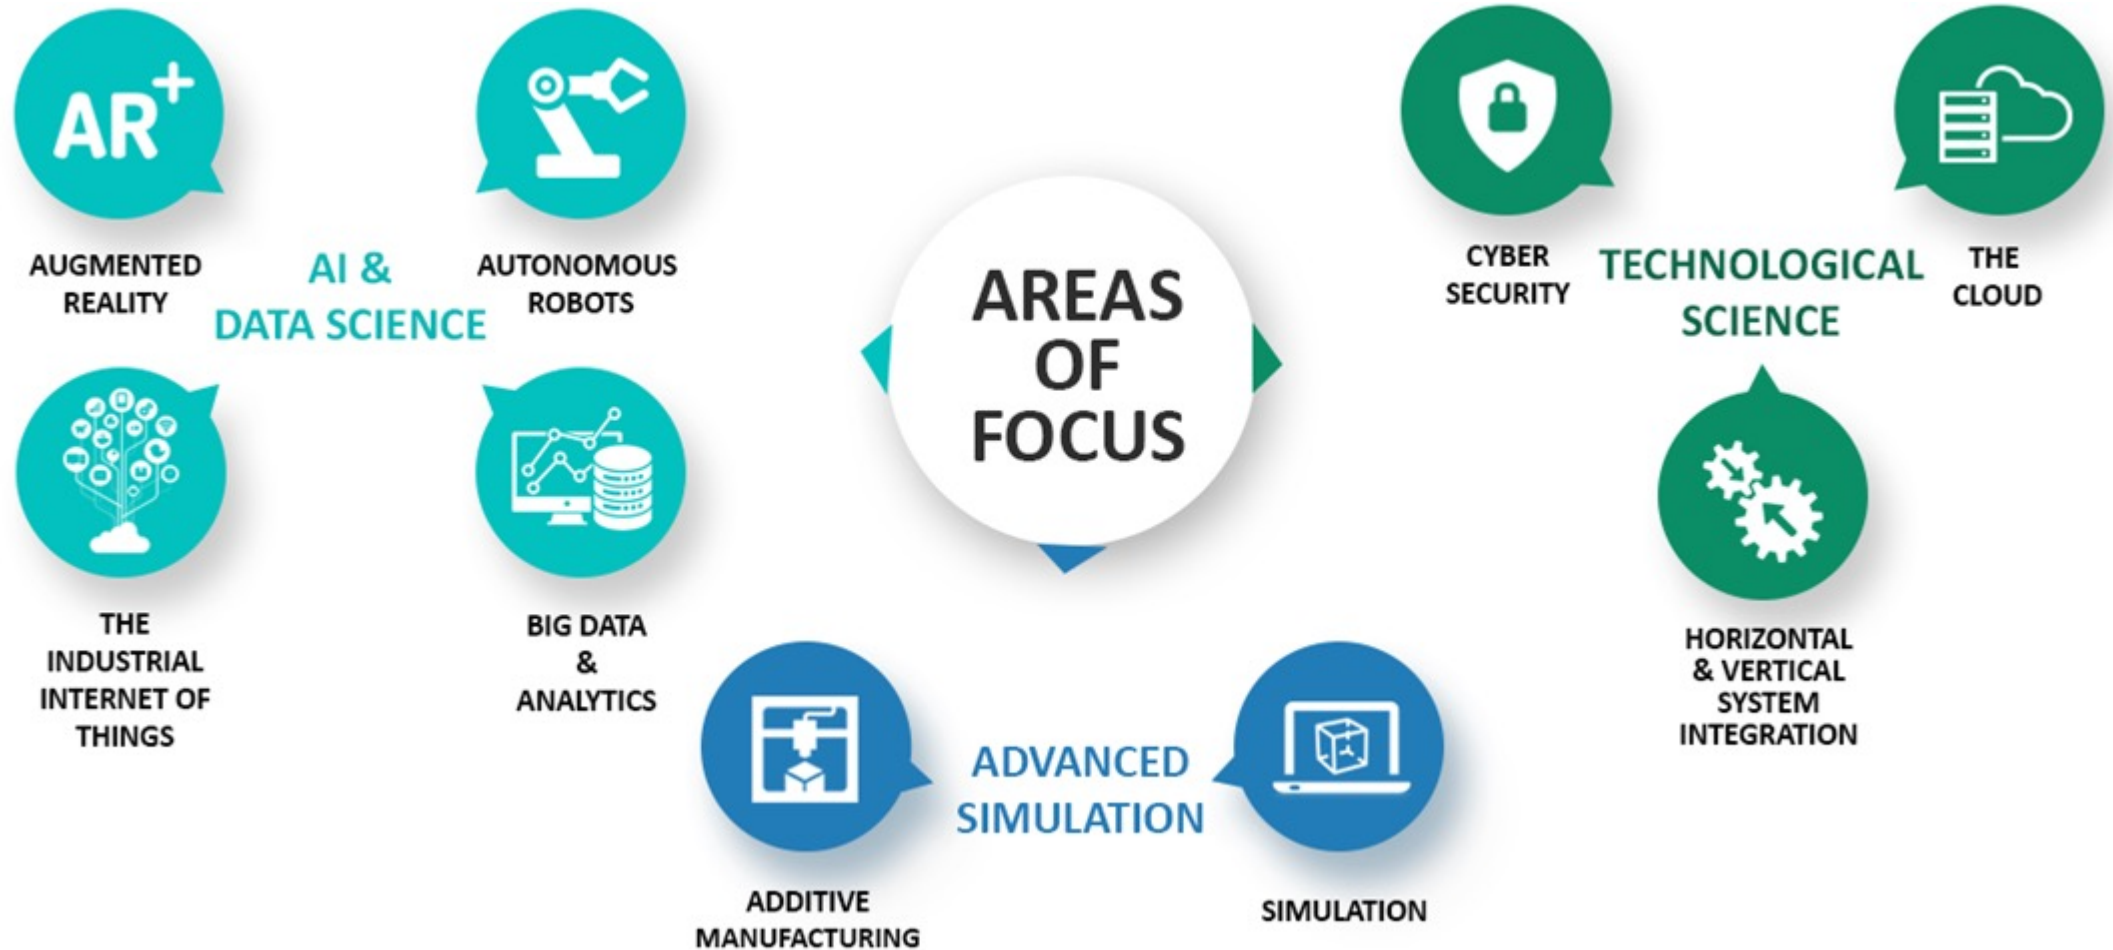 AR+
AUGMENTED
REALITY
AI &
DATA SCIENCE
AUTONOMOUS
ROBOTS
THE
INDUSTRIAL
INTERNET OF
THINGS
BIG DATA
&
ANALYTICS
AREAS
OF
FOCUS
CYBER
SECURITY
TECHNOLOGICAL
SCIENCE
THE
CLOUD
HORIZONTAL
& VERTICAL
SYSTEM
INTEGRATION
ADVANCED
SIMULATION
ADDITIVE
MANUFACTURING
SIMULATION